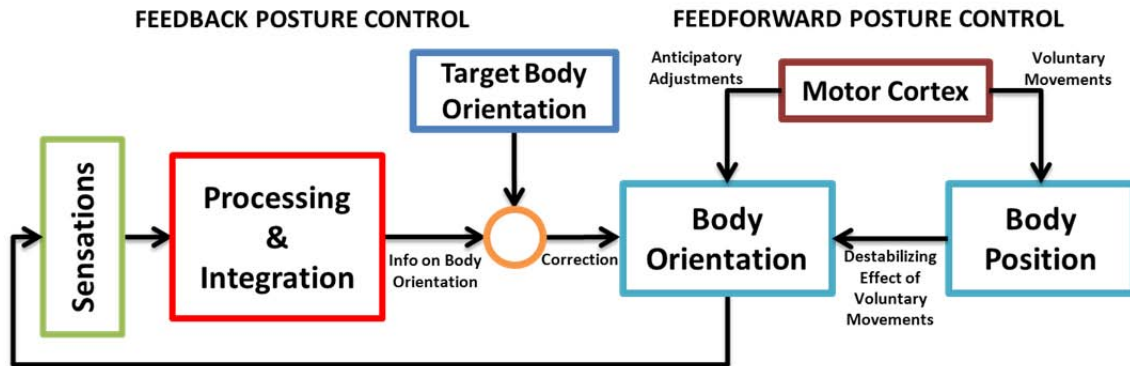 FEEDBACK POSTURE CONTROL
FEEDFORWARD POSTURE CONTROL
Target Body
Orientation
Anticipatory
Adjustments
Motor Cortex
Voluntary
Movements
Sensations
Processing
&
Integration
Info on Body
Orientation
Correction
Body
Orientation
Destabilizing
Effect of
Voluntary
Movements
Body
Position